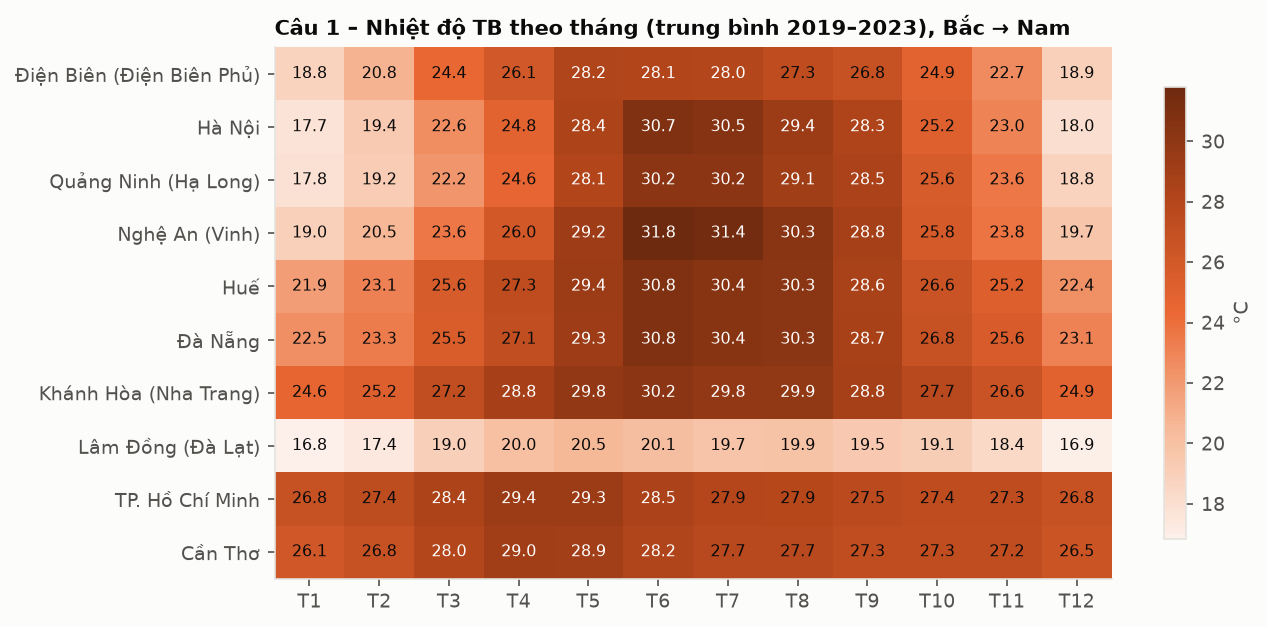 Câu 1 – Nhiệt độ TB theo tháng (trung bình 2019–2023), Bắc → Nam
Điện Biên (Điện Biên Phủ) 18.8 20.8 24.4 26.1 28.2 28.1 28.0 27.3 26.8 24.9 22.7 18.9
Hà Nội 17.7 19.4 22.6 24.8 28.4 30.7 30.5 29.4 28.3 25.2 23.0 18.0
Quảng Ninh (Hạ Long) 17.8 19.2 22.2 24.6 28.1 30.2 30.2 29.1 28.5 25.6 23.6 18.8
Nghệ An (Vinh) 19.0 20.5 23.6 26.0 29.2 31.8 31.4 30.3 28.8 25.8 23.8 19.7
Huế 21.9 23.1 25.6 27.3 29.4 30.8 30.4 30.3 28.6 26.6 25.2 22.4
Đà Nẵng 22.5 23.3 25.5 27.1 29.3 30.8 30.4 30.3 28.7 26.8 25.6 23.1
Khánh Hòa (Nha Trang) 24.6 25.2 27.2 28.8 29.8 30.2 29.8 29.9 28.8 27.7 26.6 24.9
Lâm Đồng (Đà Lạt) 16.8 17.4 19.0 20.0 20.5 20.1 19.7 19.9 19.5 19.1 18.4 16.9
TP. Hồ Chí Minh 26.8 27.4 28.4 29.4 29.3 28.5 27.9 27.9 27.5 27.4 27.3 26.8
Cần Thơ 26.1 26.8 28.0 29.0 28.9 28.2 27.7 27.7 27.3 27.3 27.2 26.5
T1 T2 T3 T4 T5 T6 T7 T8 T9 T10 T11 T12
30
28
26
24
22
20
18
°C